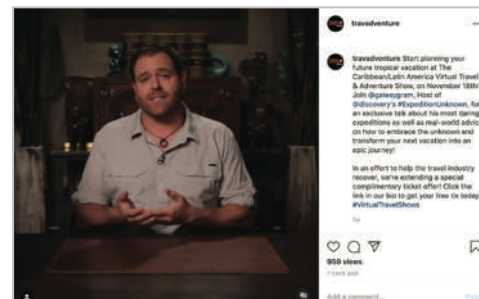 travadventure
travadventure Start planning your
future tropical vacation at The
Caribbean/Latin America Virtual Travel
& Adventure Show, on November 18th!
Join @gatesygram, Host of
@discovery's #ExpeditionUnknown, for
an exclusive talk about his most daring
expeditions as well as real-world advic
on how to embrace the unknown and
transform your next vacation into an
epic journey!
In an effort to help the travel industry
recover, we're extending a special
complimentary ticket offer! Click the
link in our bio to get your free tix today
#VirtualTravelShows
959 views
Add a comment...